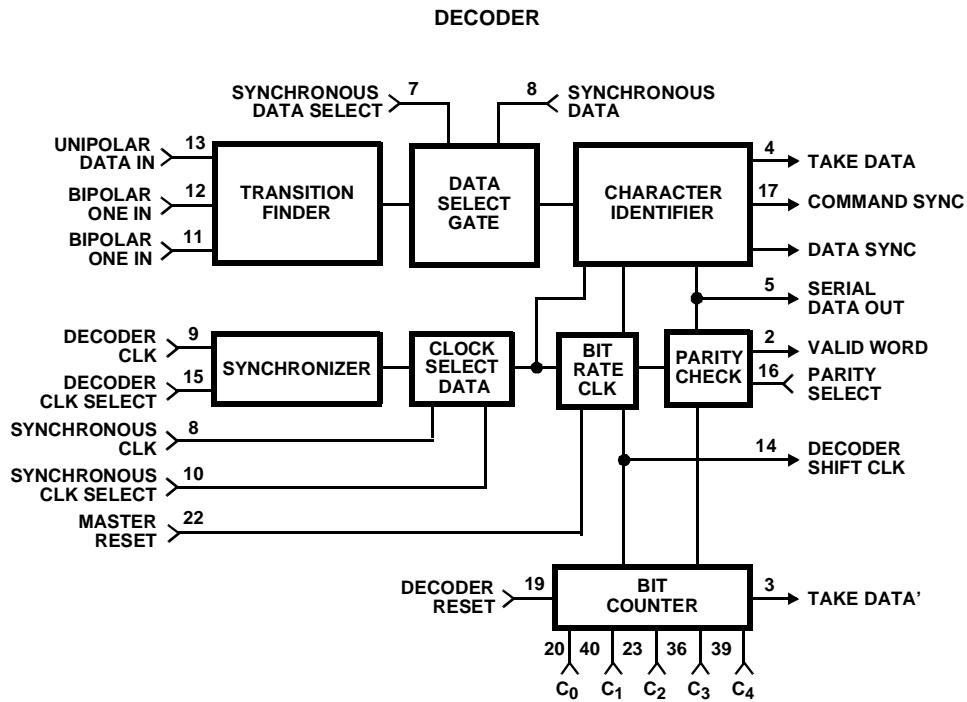 DECODER
SYNCHRONOUS
DATA SELECT
7
8
SYNCHRONOUS
DATA
UNIPOLAR
DATA IN
13
BIPOLAR
ONE IN
12
BIPOLAR
ONE IN
11
TRANSITION
FINDER
DATA
SELECT
GATE
CHARACTER
IDENTIFIER
4
TAKE DATA
17
COMMAND SYNC
DATA SYNC
5
SERIAL
DATA OUT
DECODER
CLK
9
DECODER
CLK SELECT
15
SYNCHRONIZER
CLOCK
SELECT
DATA
BIT
RATE
CLK
PARITY
CHECK
2
VALID WORD
16
PARITY
SELECT
SYNCHRONOUS
CLK
8
SYNCHRONOUS
CLK SELECT
10
14
DECODER
SHIFT CLK
MASTER
RESET
22
DECODER
RESET
19
BIT
COUNTER
3
TAKE DATA'
20 40 23 36 39
C0 C1 C2 C3 C4